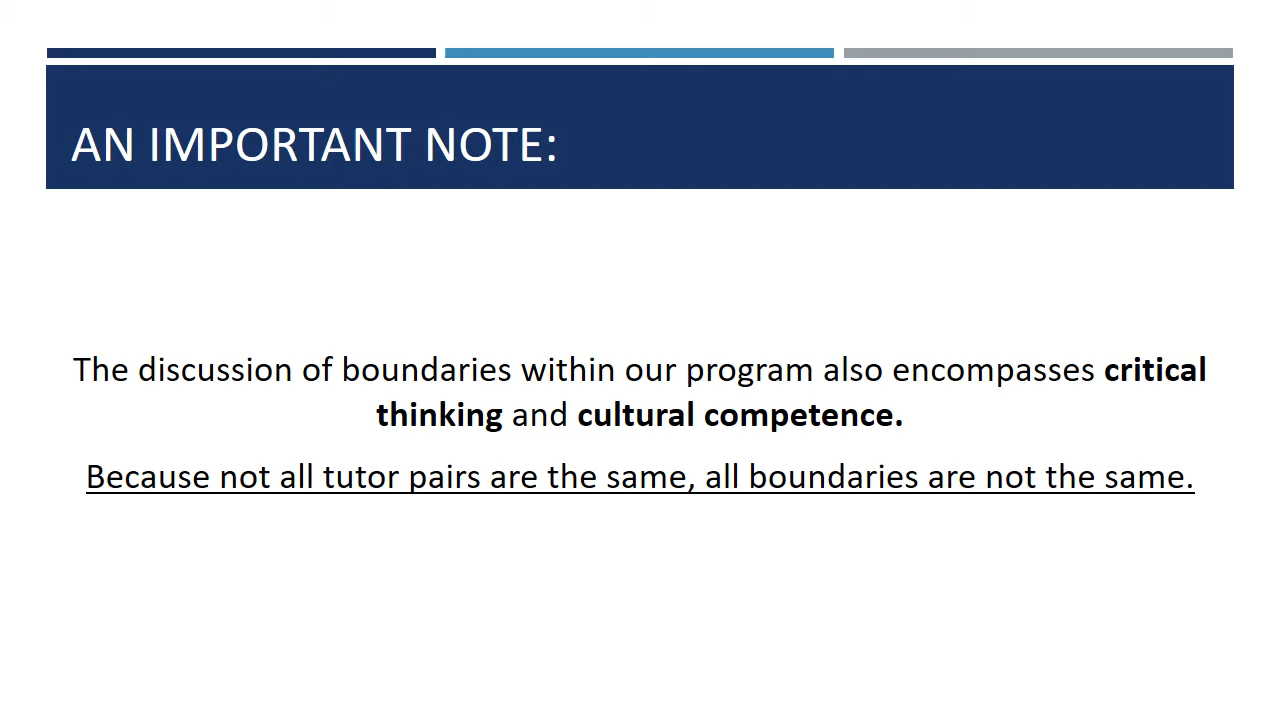 AN IMPORTANT NOTE:
The discussion of boundaries within our program also encompasses critical
thinking and cultural competence.
Because not all tutor pairs are the same, all boundaries are not the same.